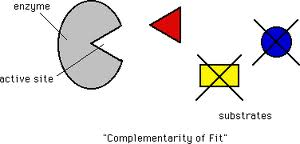 enzyme
active site
substrates
"Complementarity of Fit"